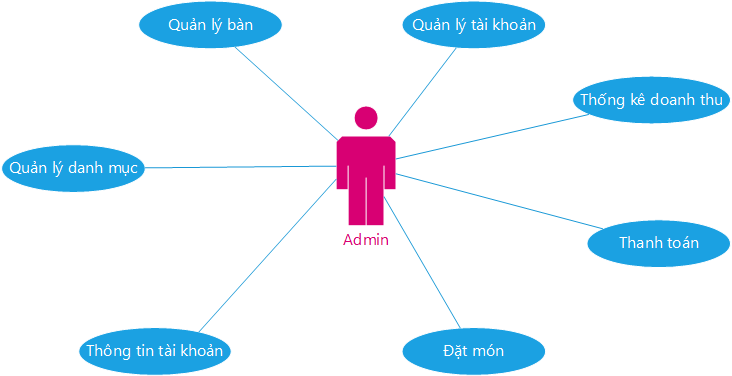 Quản lý bàn
Quản lý tài khoản
Thống kê doanh thu
Quản lý danh mục
Admin
Thanh toán
Thông tin tài khoản
Đặt món